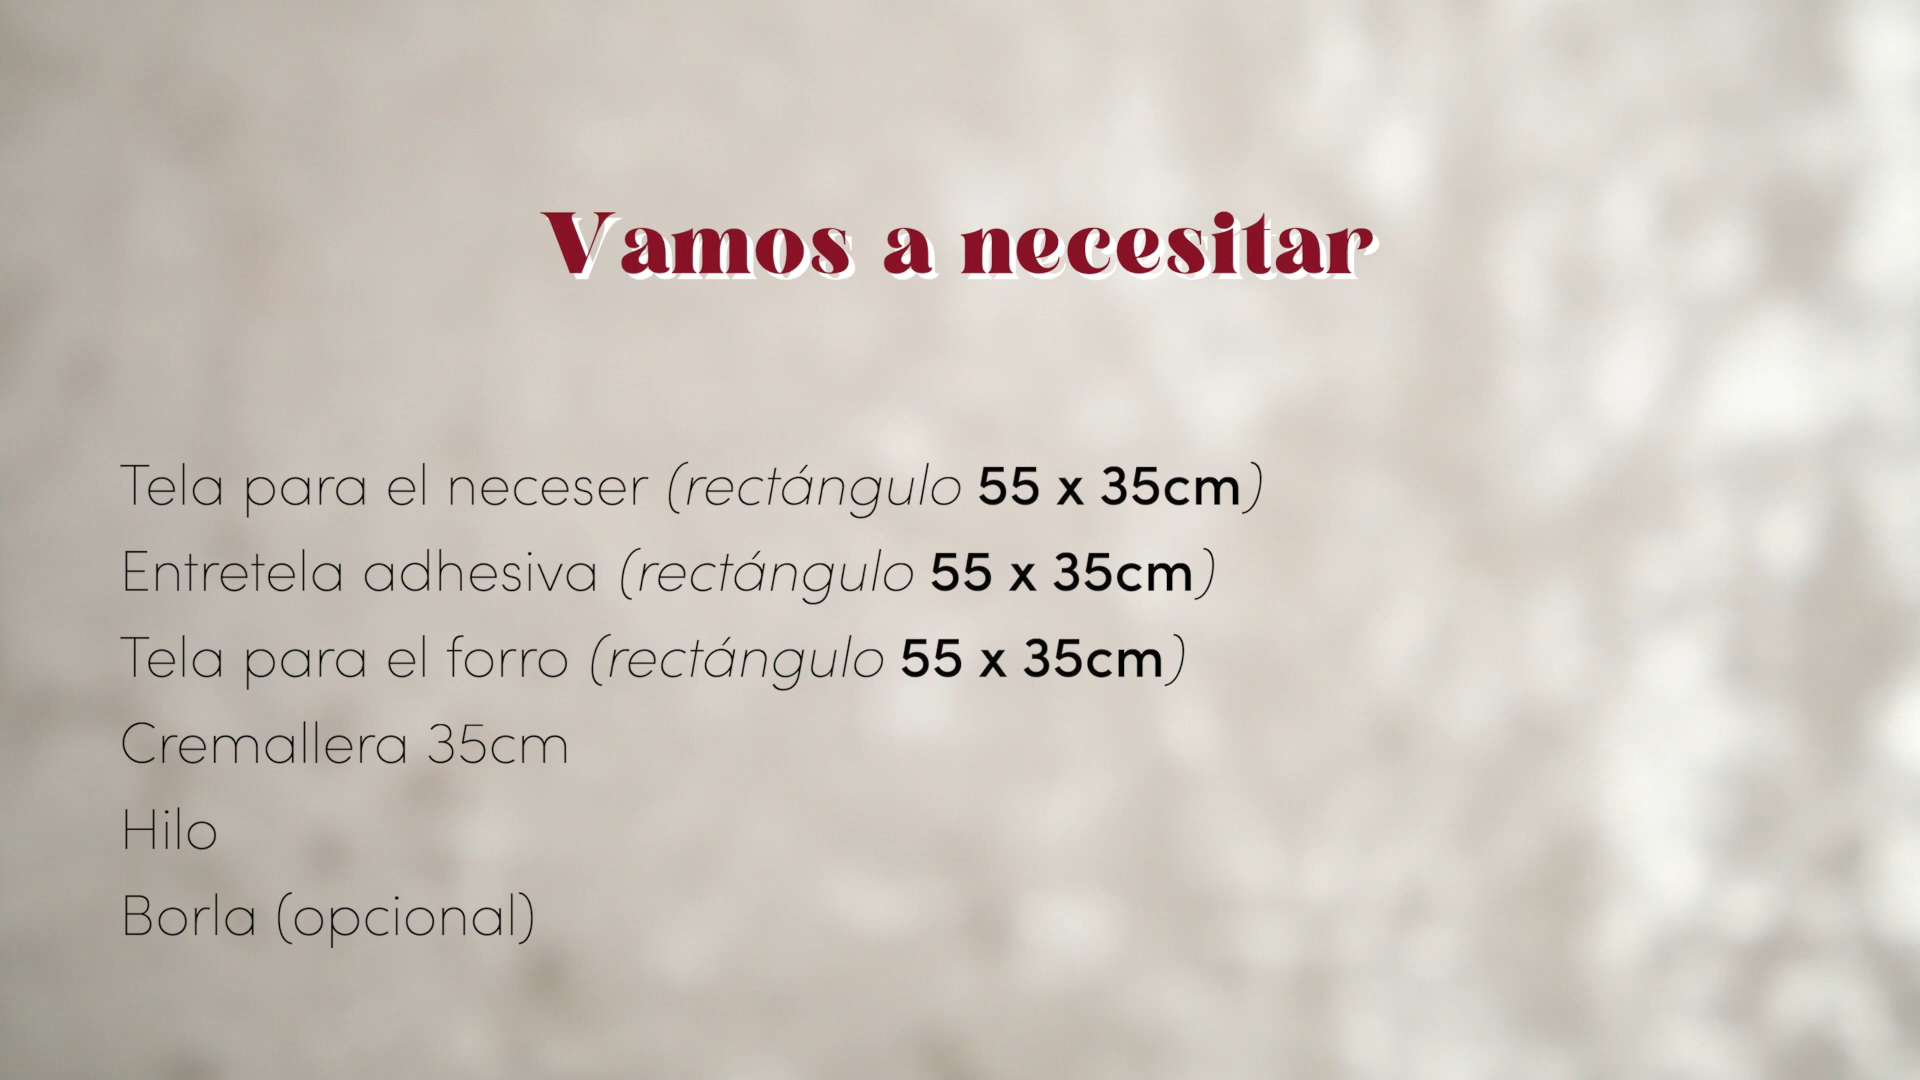 Vamos a necesitar
Tela para el neceser (rectángulo 55 x 35cm)
Entretela adhesiva (rectángulo 55 x 35cm)
Tela para el forro (rectángulo 55 x 35cm)
Cremallera 35cm
Hilo
Borla (opcional)